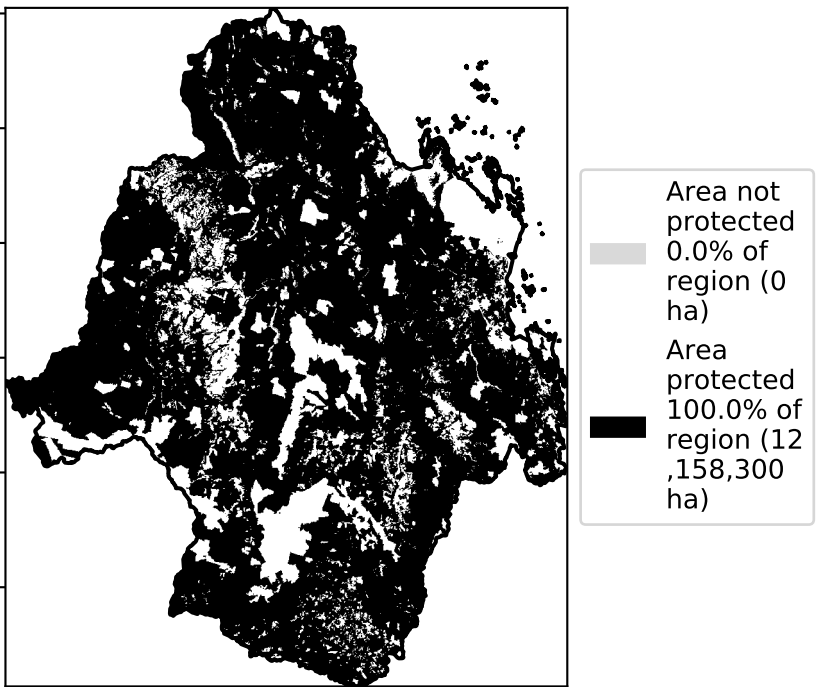 Area not
protected
0.0% of
region (0
ha)
Area
protected
100.0% of
region (12
,158,300
ha)